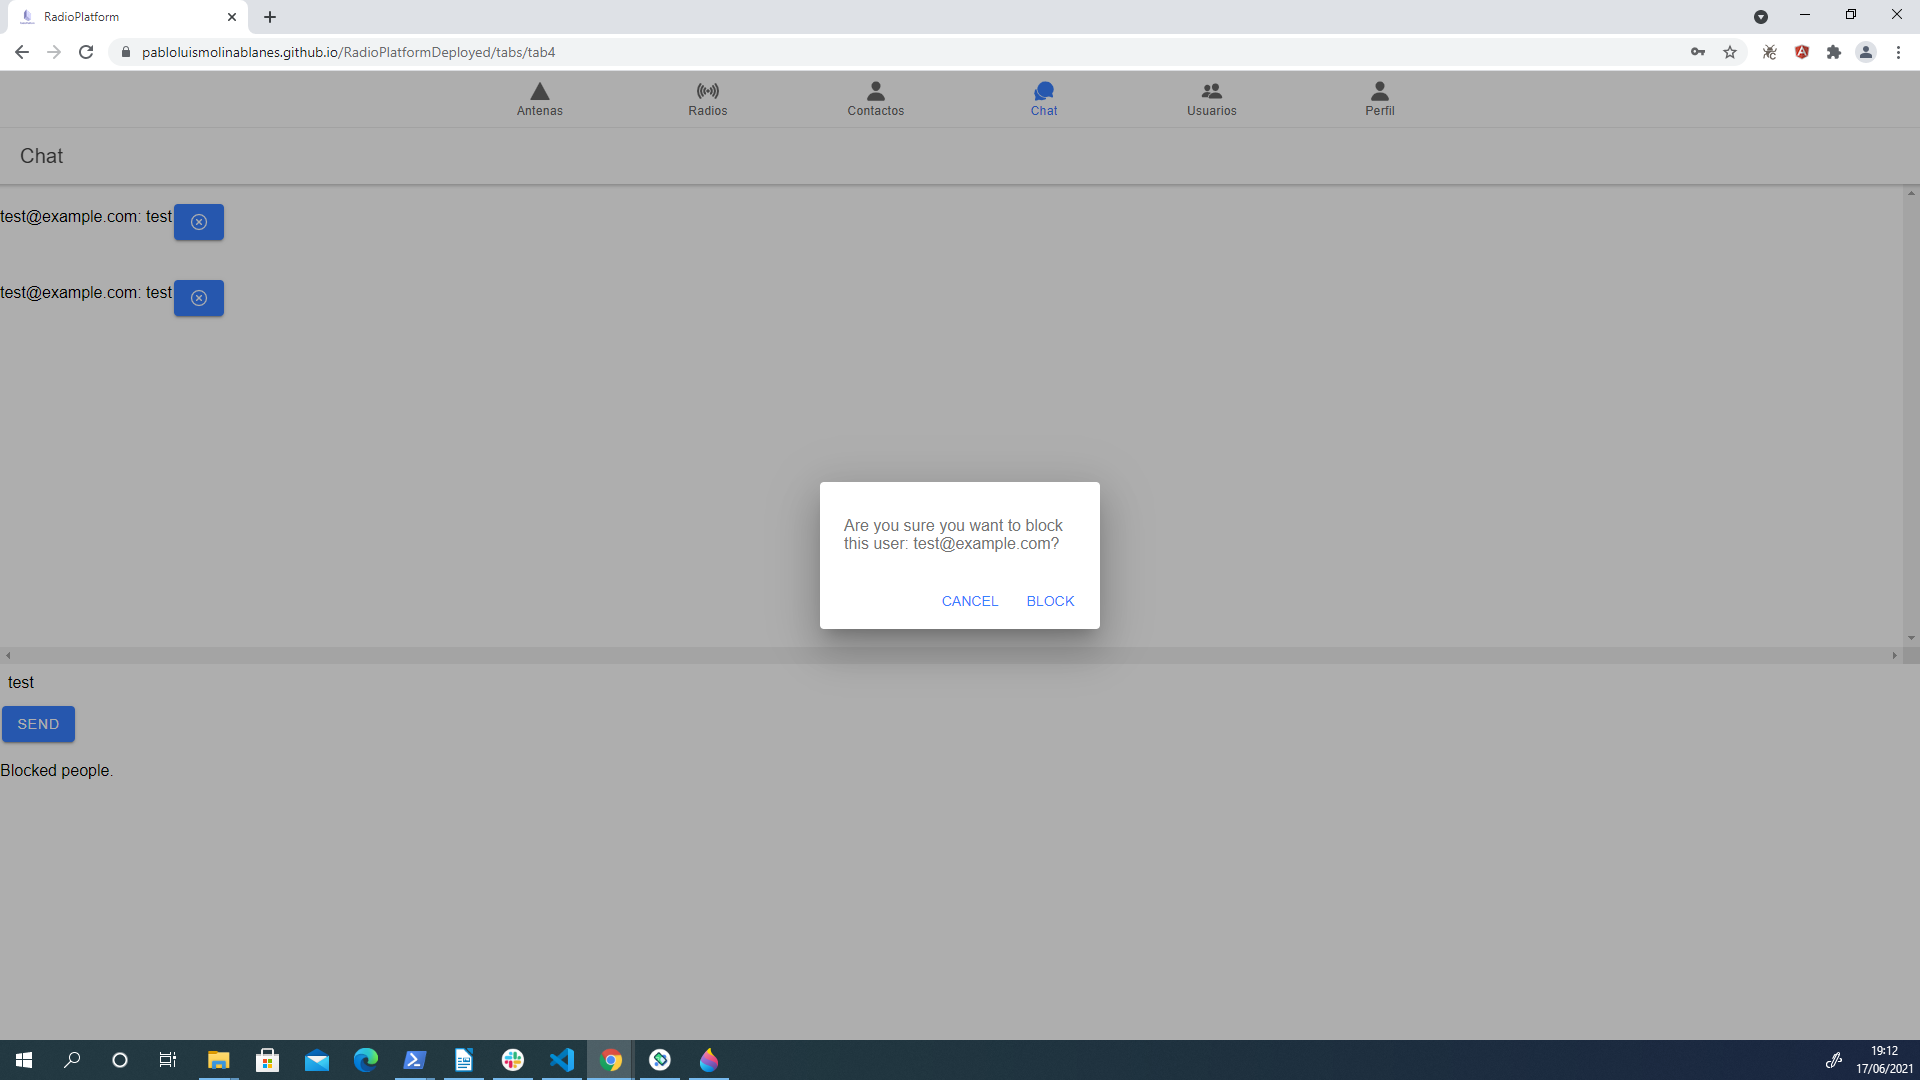 RadioPlatform
pabloluismolinablanes.github.io/RadioPlatformDeployed/tabs/tab4
Antenas
Radios
Contactos
Chat
Usuarios
Perfil
Chat
test@example.com: test
test@example.com: test
Are you sure you want to block
this user: test@example.com?
CANCEL
BLOCK
test
SEND
Blocked people.
19:12
17/06/2021